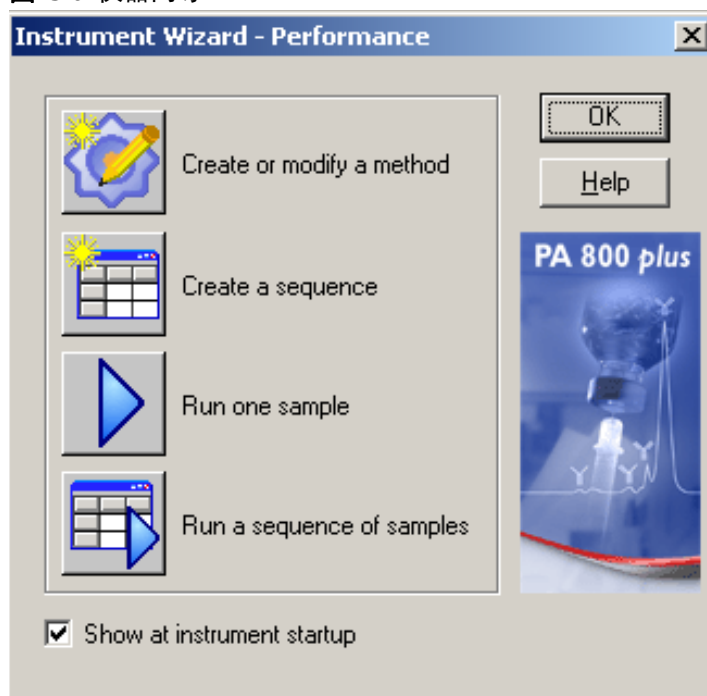 Instrument Wizard - Performance
Create or modify a method
OK
Help
PA 800 plus
Create a sequence
Run one sample
Run a sequence of samples
Show at instrument startup